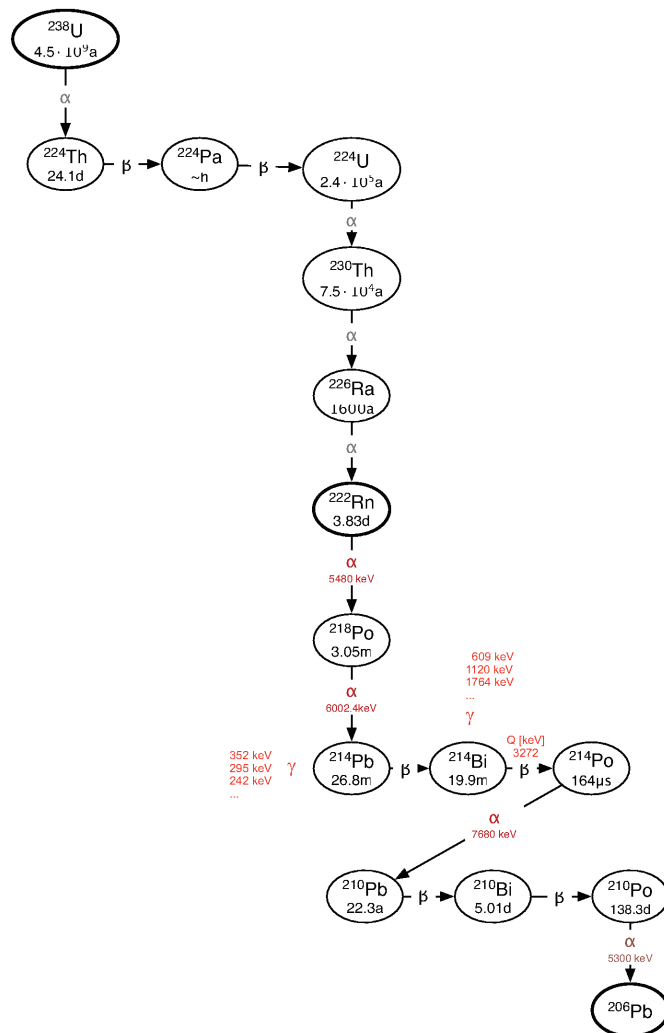 ²³⁸U
4.5 · 10⁹a
α
²²⁴Th
24.1d
β
²²⁴Pa
~h
β
²²⁴U
2.4 · 10⁵a
α
²³⁰Th
7.5 · 10⁴a
α
²²⁶Ra
1600a
α
²²²Rn
3.83d
α
5480 keV
²¹⁸Po
3.05m
α
6002.4keV
609 keV
1120 keV
1764 keV
...
γ
352 keV
295 keV
242 keV
...
γ
²¹⁴Pb
26.8m
β
²¹⁴Bi
19.9m
Q [keV]
3272
β
²¹⁴Po
164µs
α
7680 keV
²¹⁰Pb
22.3a
β
²¹⁰Bi
5.01d
β
²¹⁰Po
138.3d
α
5300 keV
²⁰⁶Pb